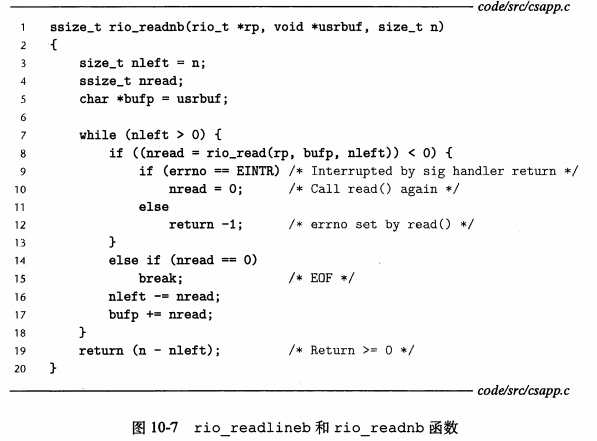 code/src/csapp.c
1 ssize_t rio_readnb(rio_t *rp, void *usrbuf, size_t n)
2 {
3     size_t nleft = n;
4     ssize_t nread;
5     char *bufp = usrbuf;
6
7     while (nleft > 0) {
8         if ((nread = rio_read(rp, bufp, nleft)) < 0) {
9             if (errno == EINTR) /* Interrupted by sig handler return */
10                 nread = 0;      /* Call read() again */
11             else
12                 return -1;      /* errno set by read() */
13         }
14         else if (nread == 0)
15             break;              /* EOF */
16         nleft -= nread;
17         bufp += nread;
18     }
19     return (n - nleft);         /* Return >= 0 */
20 }
code/src/csapp.c
图 10-7 rio_readlineb 和 rio_readnb 函数